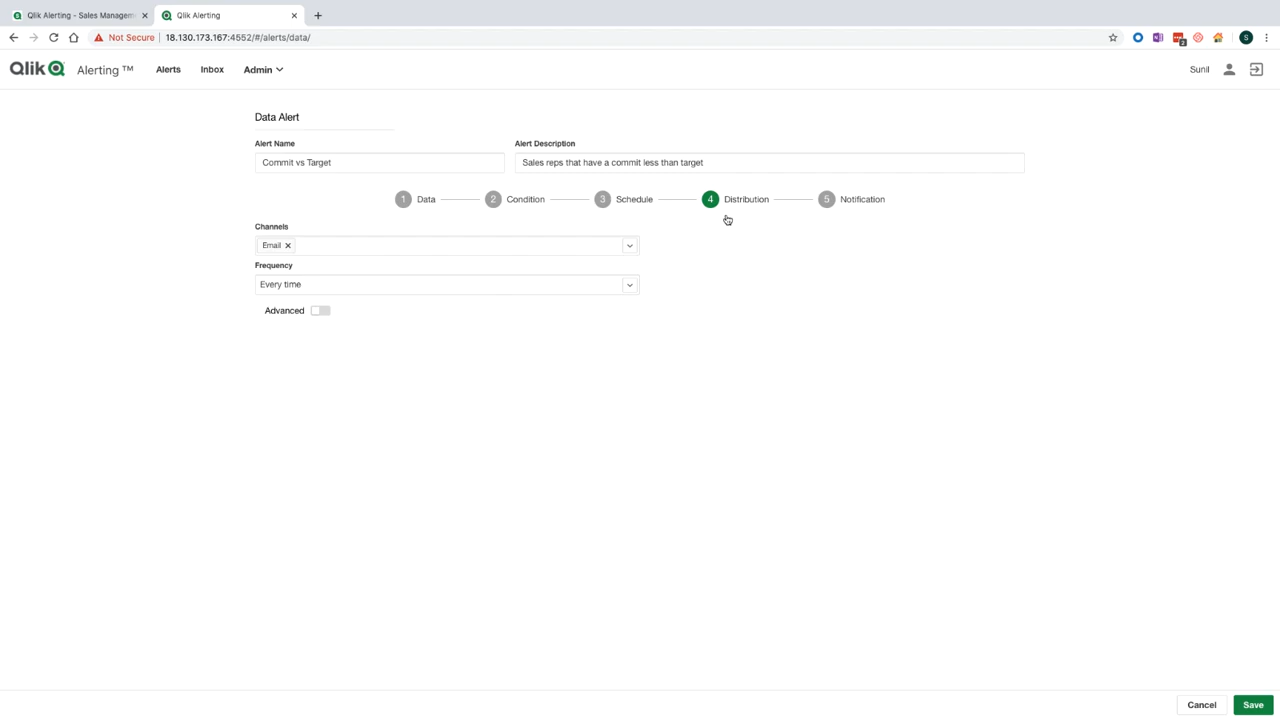 Qlik Alerting - Sales Managem
Qlik Alerting
Not Secure
18.130.173.167:4552/#/alerts/data/
2
S
Qlik
Alerting ™
Alerts
Inbox
Admin
Sunil
Data Alert
Alert Name
Alert Description
Commit vs Target
Sales reps that have a commit less than target
1 Data
2 Condition
3 Schedule
4 Distribution
5 Notification
Channels
Email
Frequency
Every time
Advanced
Cancel
Save